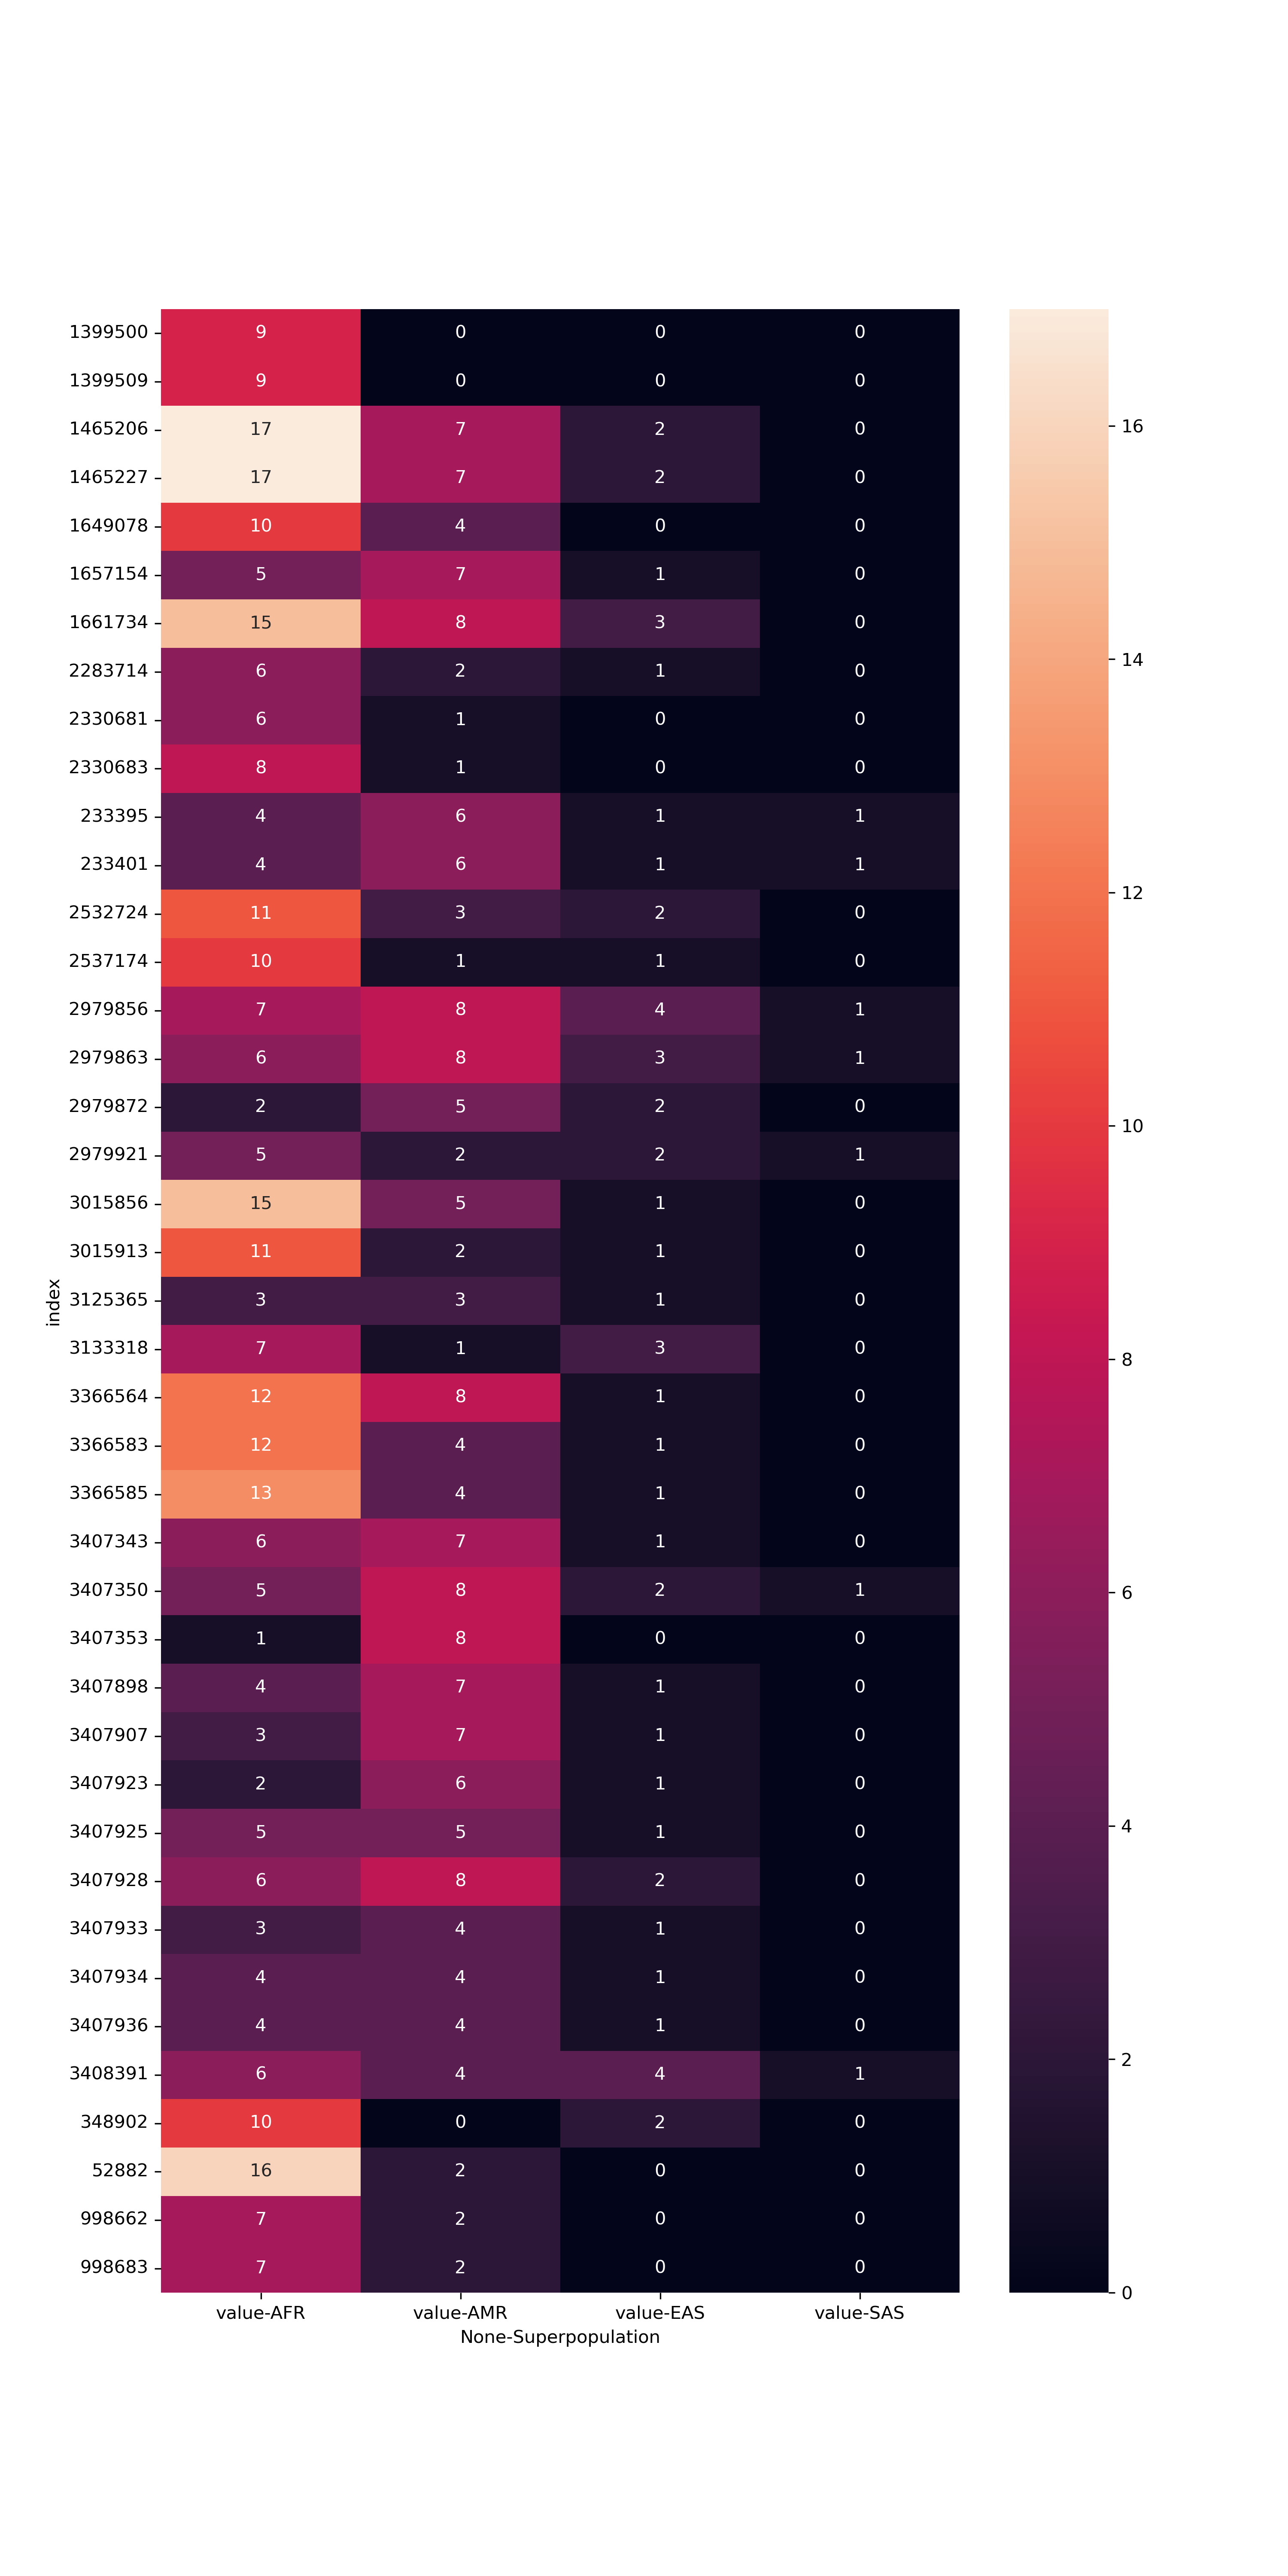 1399500 9 0 0 0
1399509 9 0 0 0
1465206 17 7 2 0 16
1465227 17 7 2 0
1649078 10 4 0 0
1657154 5 7 1 0
1661734 15 8 3 0
14
2283714 6 2 1 0
2330681 6 1 0 0
2330683 8 1 0 0
233395 4 6 1 1
233401 4 6 1 1
12
2532724 11 3 2 0
2537174 10 1 1 0
2979856 7 8 4 1
2979863 6 8 3 1
2979872 2 5 2 0
10
2979921 5 2 2 1
3015856 15 5 1 0
3015913 11 2 1 0
index
3125365 3 3 1 0
3133318 7 1 3 0
8
3366564 12 8 1 0
3366583 12 4 1 0
3366585 13 4 1 0
3407343 6 7 1 0
3407350 5 8 2 1
6
3407353 1 8 0 0
3407898 4 7 1 0
3407907 3 7 1 0
3407923 2 6 1 0
3407925 5 5 1 0
4
3407928 6 8 2 0
3407933 3 4 1 0
3407934 4 4 1 0
3407936 4 4 1 0
2
3408391 6 4 4 1
348902 10 0 2 0
52882 16 2 0 0
998662 7 2 0 0
998683 7 2 0 0
0
value-AFR value-AMR value-EAS value-SAS
None-Superpopulation